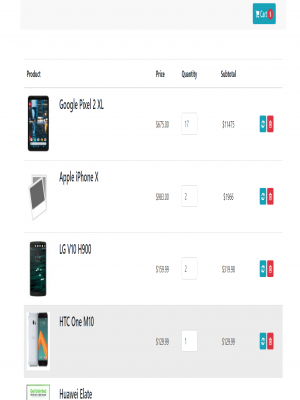 Cart
Product Price Quantity Subtotal
Google Pixel 2 XL
$675.00 17 $11475
Apple iPhone X
$983.00 2 $1966
LG V10 H900
$159.99 2 $319.98
HTC One M10
$129.99 1 $129.99
Huawei Elate